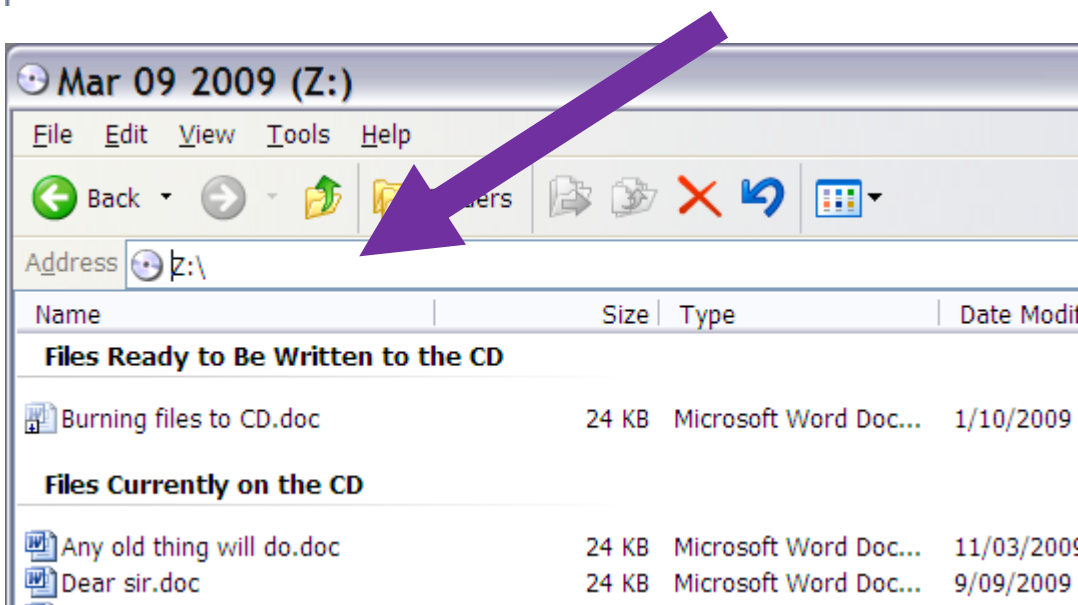 Mar 09 2009 (Z:)
File Edit View Tools Help
Back
Address Z:\
Name Size Type
Files Ready to Be Written to the CD
Burning files to CD.doc 24 KB Microsoft Word Doc... 1/10/2009
Files Currently on the CD
Any old thing will do.doc 24 KB Microsoft Word Doc... 11/03/2009
Dear sir.doc 24 KB Microsoft Word Doc... 9/09/2009